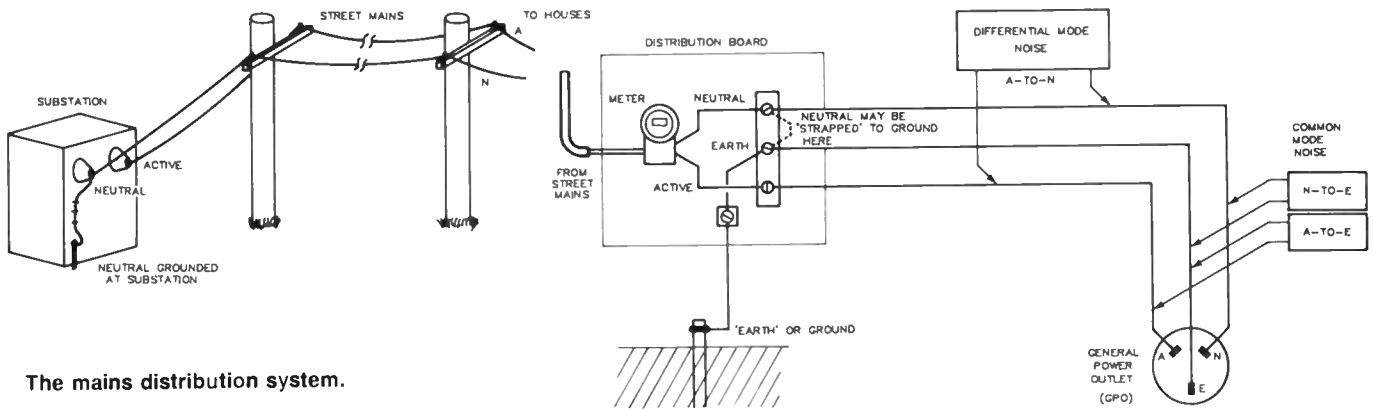 STREET MAINS
TO HOUSES
A
N
SUBSTATION
ACTIVE
NEUTRAL
NEUTRAL GROUNDED
AT SUBSTATION
DISTRIBUTION BOARD
METER
NEUTRAL
NEUTRAL MAY BE
'STRAPPED' TO GROUND
HERE
EARTH
ACTIVE
FROM
STREET
MAINS
'EARTH' OR GROUND
DIFFERENTIAL MODE
NOISE
A-TO-N
COMMON
MODE
NOISE
N-TO-E
A-TO-E
GENERAL
POWER
OUTLET
(GPO)
A
N
E
The mains distribution system.